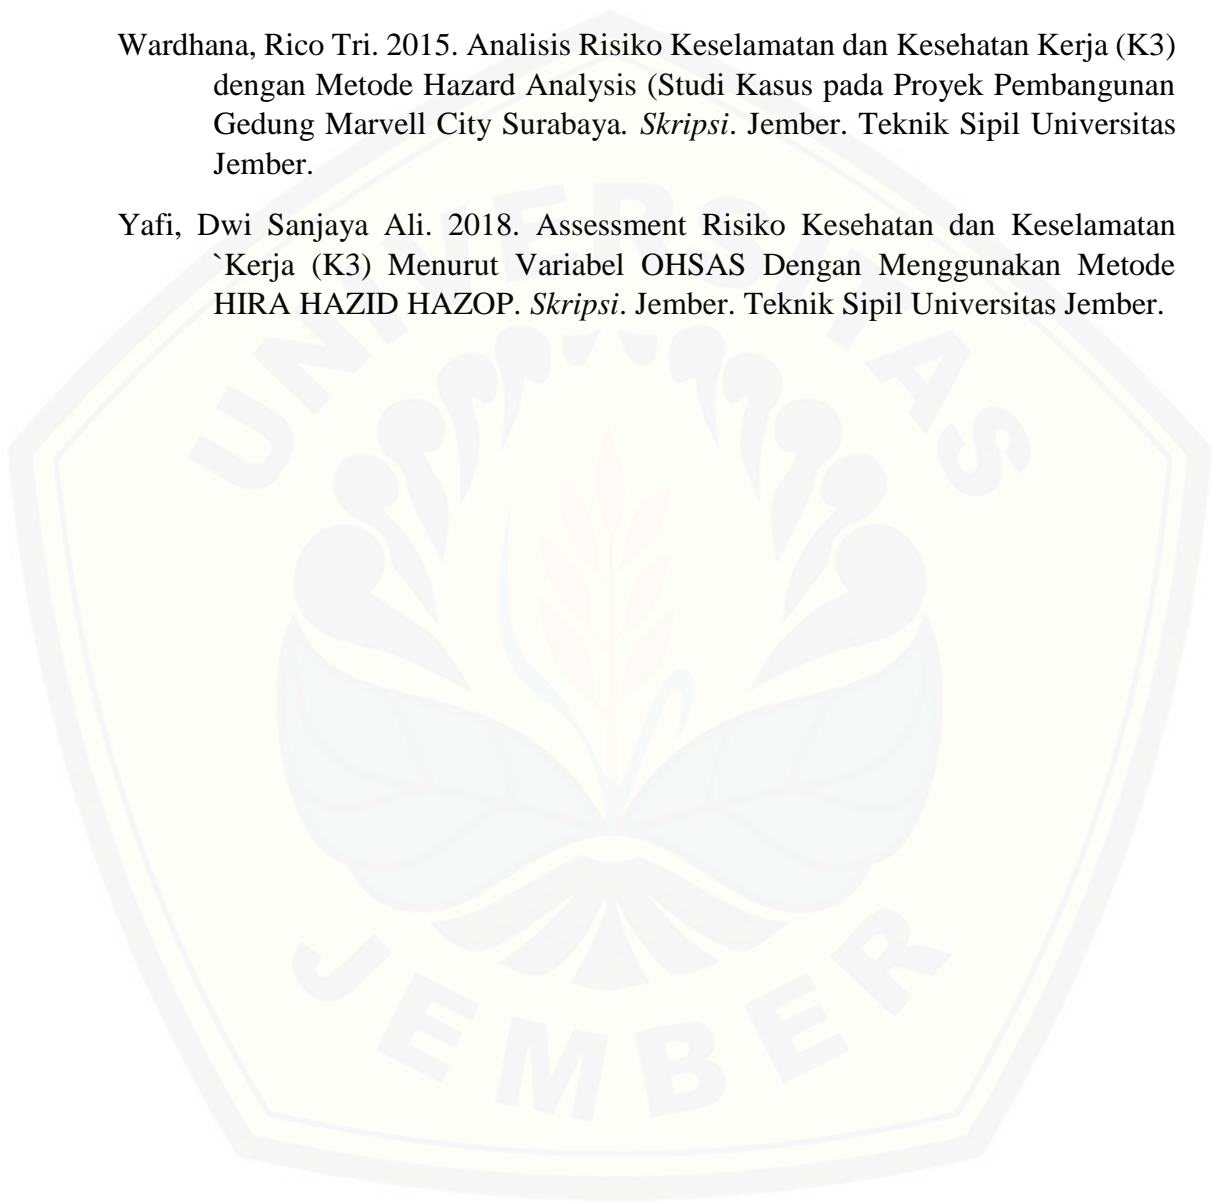 Wardhana, Rico Tri. 2015. Analisis Risiko Keselamatan dan Kesehatan Kerja (K3)
dengan Metode Hazard Analysis (Studi Kasus pada Proyek Pembangunan
Gedung Marvell City Surabaya. Skripsi. Jember. Teknik Sipil Universitas
Jember.
Yafi, Dwi Sanjaya Ali. 2018. Assessment Risiko Kesehatan dan Keselamatan
`Kerja (K3) Menurut Variabel OHSAS Dengan Menggunakan Metode
HIRA HAZID HAZOP. Skripsi. Jember. Teknik Sipil Universitas Jember.
UNIVERSITAS
JEMBER